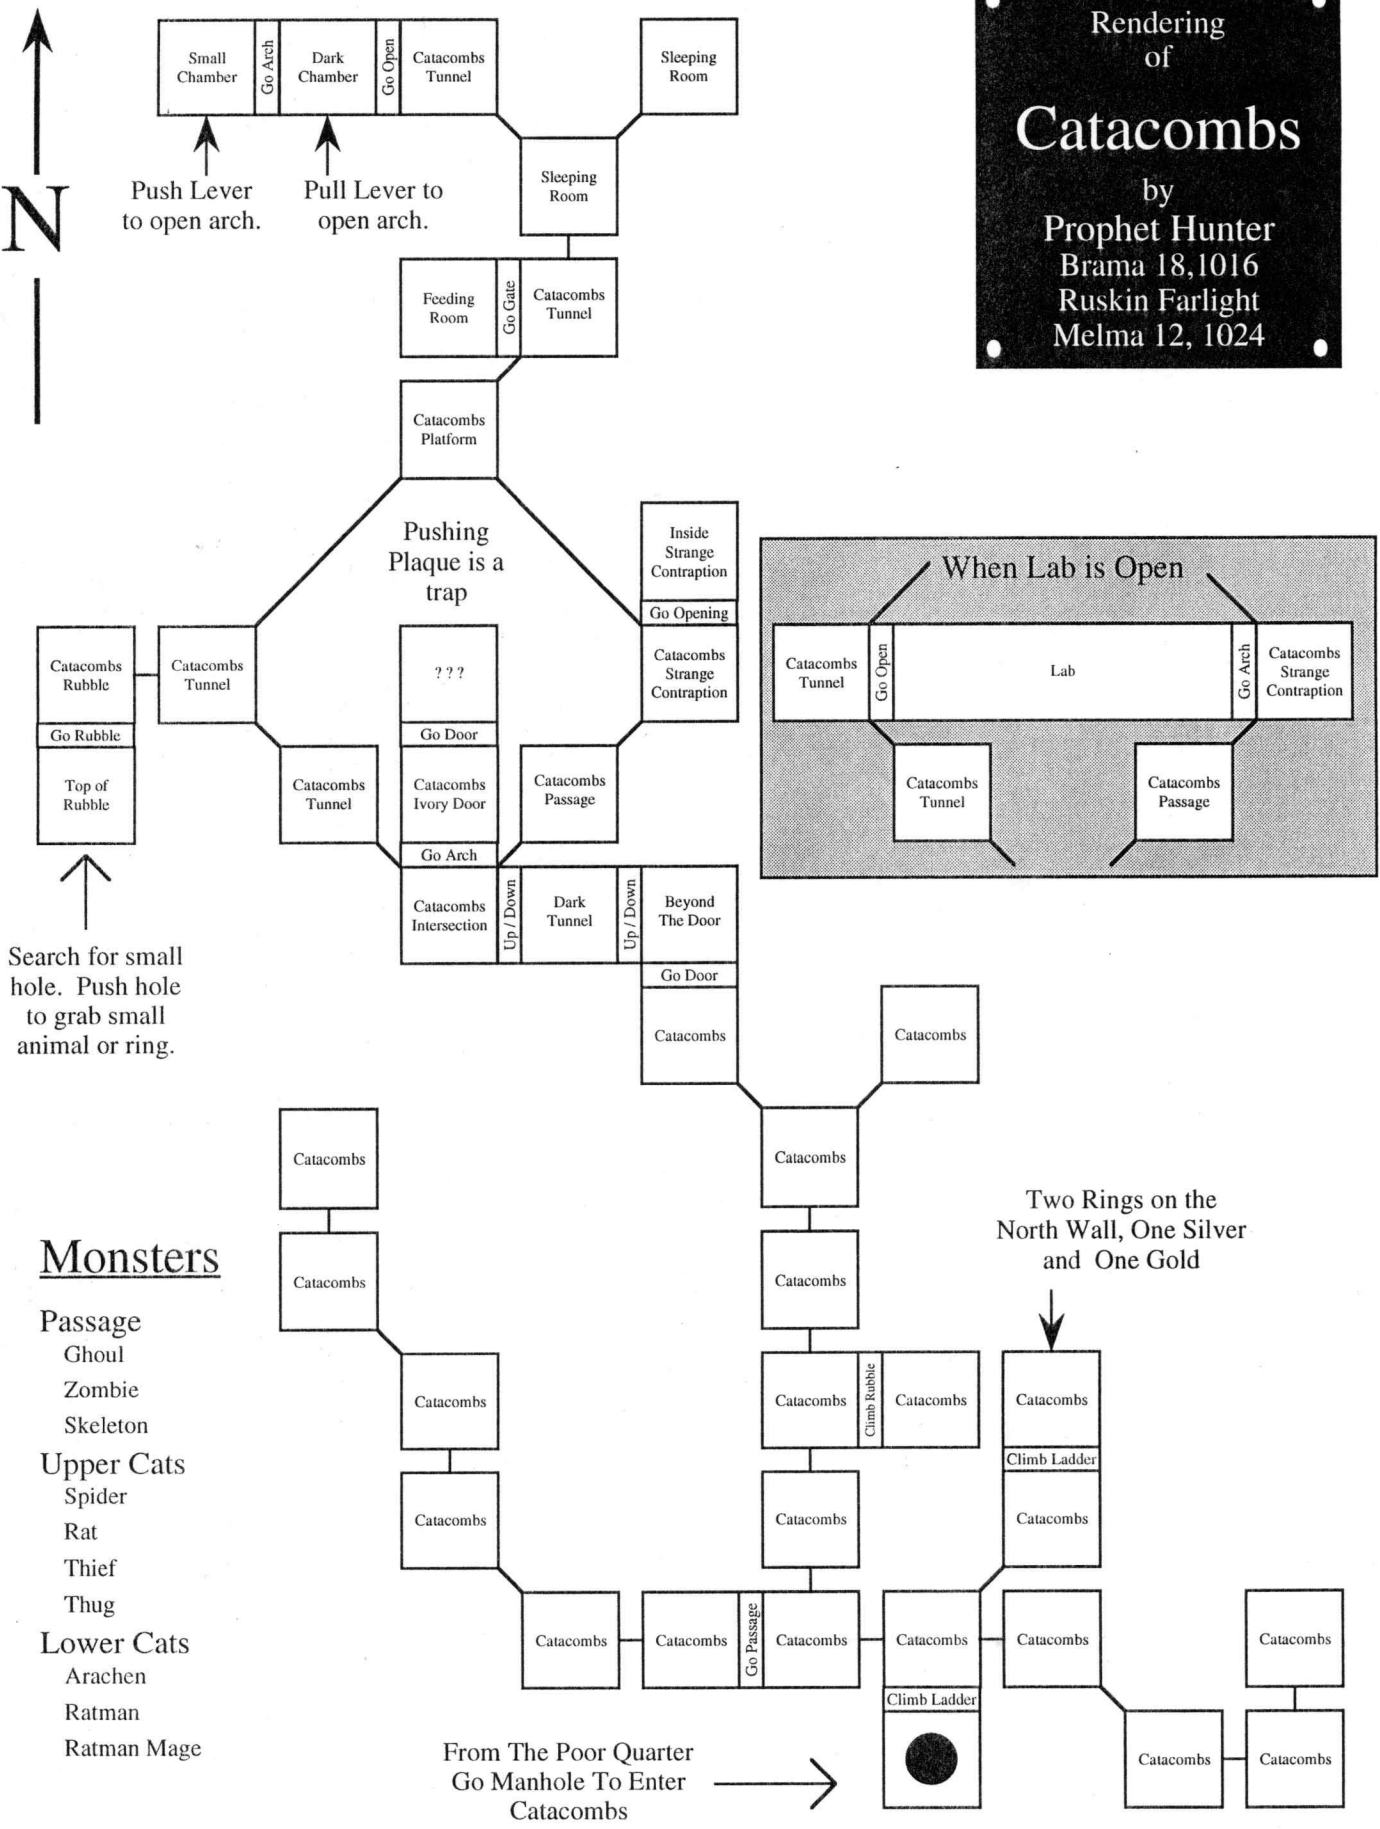 Rendering
of
Catacombs
by
Prophet Hunter
Brama 18,1016
Ruskin Farlight
Melma 12, 1024
N
Small
Chamber
Go Arch
Dark
Chamber
Go Open
Catacombs
Tunnel
Sleeping
Room
Push Lever
to open arch.
Pull Lever to
open arch.
Sleeping
Room
Feeding
Room
Go Gate
Catacombs
Tunnel
Catacombs
Platform
Pushing
Plaque is a
trap
Inside
Strange
Contraption
Go Opening
Catacombs
Strange
Contraption
When Lab is Open
Catacombs
Tunnel
Go Open
Lab
Go Arch
Catacombs
Strange
Contraption
Catacombs
Tunnel
Catacombs
Passage
Catacombs
Rubble
Go Rubble
Top of
Rubble
Catacombs
Tunnel
? ? ?
Go Door
Catacombs
Tunnel
Catacombs
Ivory Door
Catacombs
Passage
Go Arch
Catacombs
Intersection
Up / Down
Dark
Tunnel
Up / Down
Beyond
The Door
Go Door
Search for small
hole. Push hole
to grab small
animal or ring.
Catacombs
Catacombs
Catacombs
Catacombs
Catacombs
Catacombs
Two Rings on the
North Wall, One Silver
and One Gold
Catacombs
Catacombs
Climb Rubble
Catacombs
Catacombs
Climb Ladder
Catacombs
Catacombs
Catacombs
Catacombs
Catacombs
Go Passage
Catacombs
Catacombs
Catacombs
Catacombs
Climb Ladder
Catacombs
Catacombs
From The Poor Quarter
Go Manhole To Enter
Catacombs
Monsters
Passage
Ghoul
Zombie
Skeleton
Upper Cats
Spider
Rat
Thief
Thug
Lower Cats
Arachen
Ratman
Ratman Mage